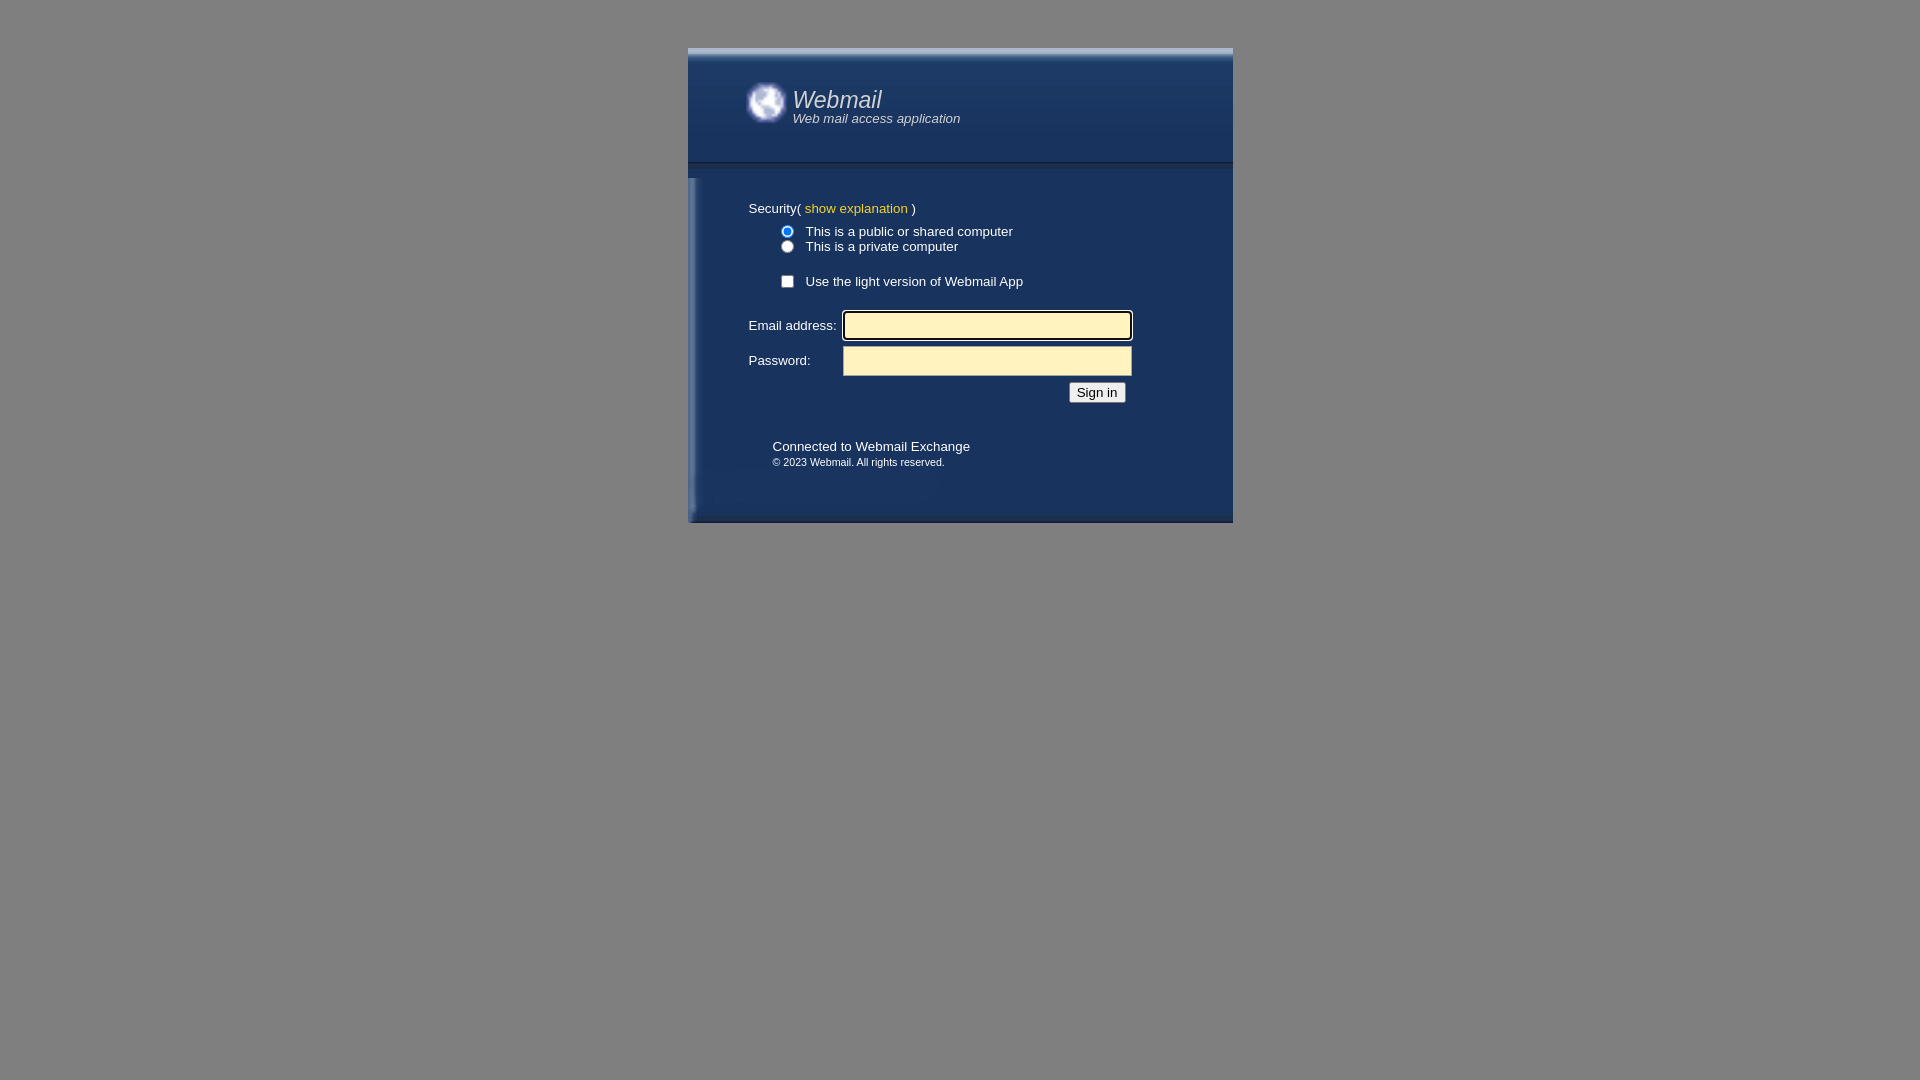 Webmail
Web mail access application
Security( show explanation )
This is a public or shared computer
This is a private computer
Use the light version of Webmail App
Email address:
Password:
Sign in
Connected to Webmail Exchange
© 2023 Webmail. All rights reserved.